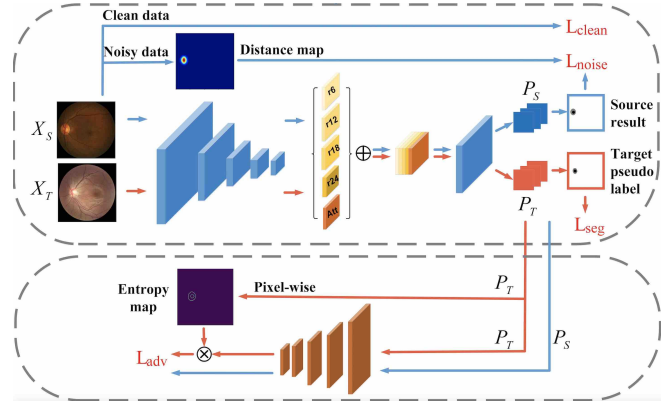 Clean data
L_clean
Noisy data
Distance map
L_noise
X_S
r6
r12
r18
r24
Att
P_S
Source
result
X_T
P_T
Target
pseudo
label
L_seg
Entropy
map
Pixel-wise
P_T
P_T
P_S
L_adv